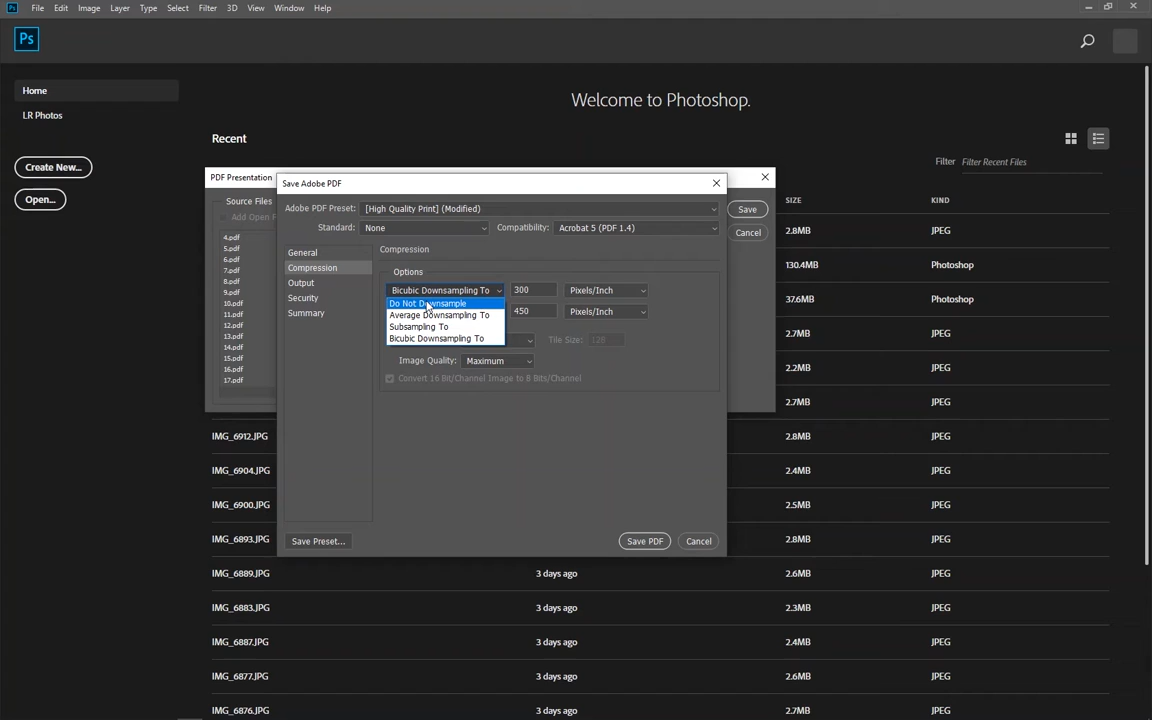 Ps File Edit Image Layer Type Select Filter 3D View Window Help
Ps
Home
LR Photos
Create New...
Open...
Welcome to Photoshop.
Recent
Filter Filter Recent Files
SIZE KIND
PDF Presentation
Source Files
Add Open F
4.pdf
5.pdf
6.pdf
7.pdf
8.pdf
9.pdf
10.pdf
11.pdf
12.pdf
13.pdf
14.pdf
15.pdf
16.pdf
17.pdf
Save
Cancel
Save Adobe PDF
Adobe PDF Preset: [High Quality Print] (Modified)
Standard: None Compatibility: Acrobat 5 (PDF 1.4)
General
Compression
Output
Security
Summary
Compression
Options
Bicubic Downsampling To 300 Pixels/Inch
Do Not Downsample
Average Downsampling To
Subsampling To
Bicubic Downsampling To
450 Pixels/Inch
Tile Size: 128
Image Quality: Maximum
Convert 16 Bit/Channel Image to 8 Bits/Channel
Save Preset... Save PDF Cancel
2.8MB JPEG
130.4MB Photoshop
37.6MB Photoshop
2.7MB JPEG
2.2MB JPEG
2.7MB JPEG
IMG_6912.JPG 2.8MB JPEG
IMG_6904.JPG 2.4MB JPEG
IMG_6900.JPG 2.5MB JPEG
IMG_6893.JPG 2.8MB JPEG
IMG_6889.JPG 3 days ago 2.6MB JPEG
IMG_6883.JPG 3 days ago 2.3MB JPEG
IMG_6887.JPG 3 days ago 2.4MB JPEG
IMG_6877.JPG 3 days ago 2.6MB JPEG
IMG_6876.JPG 3 days ago 2.7MB JPEG